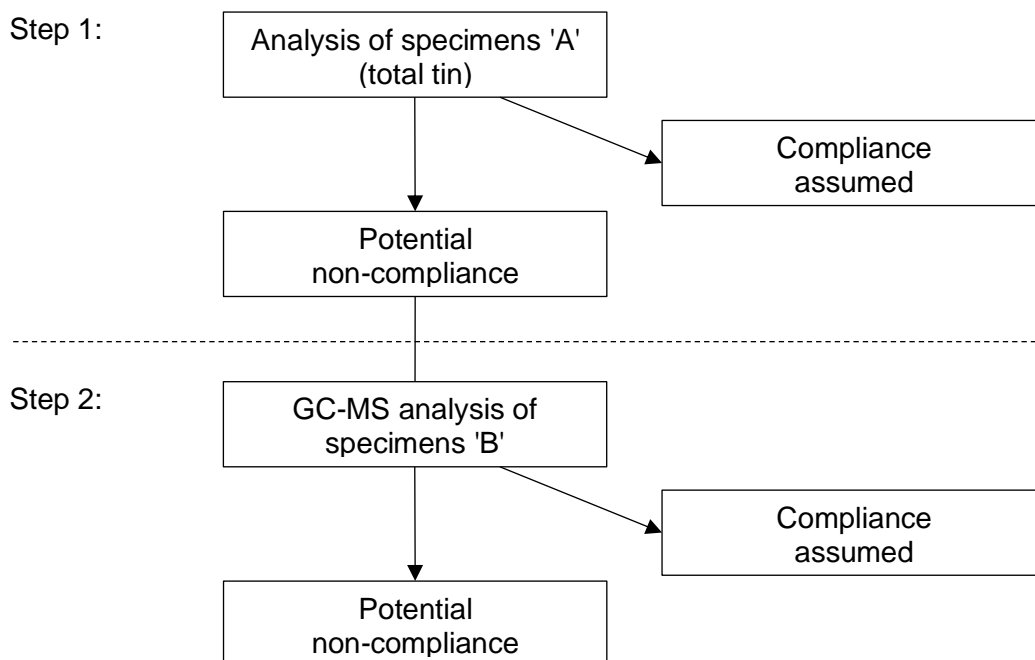 Step 1:
Analysis of specimens 'A'
(total tin)
Compliance
assumed
Potential
non-compliance
Step 2:
GC-MS analysis of
specimens 'B'
Compliance
assumed
Potential
non-compliance